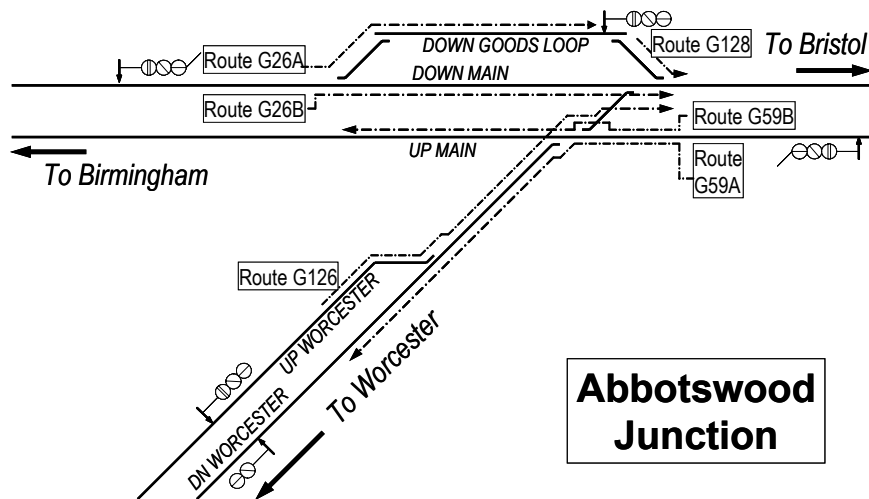 Route G26A
DOWN GOODS LOOP
Route G128
To Bristol
DOWN MAIN
Route G26B
Route G59B
UP MAIN
To Birmingham
Route
G59A
Route G126
UP WORCESTER
DN WORCESTER
To Worcester
Abbotswood
Junction